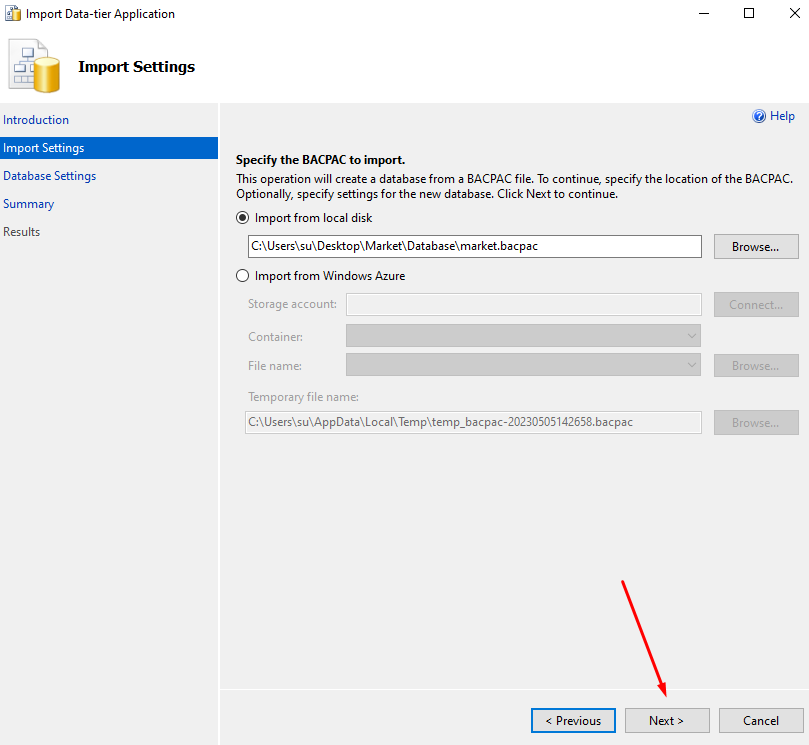 Import Data-tier Application
Import Settings
Introduction
Import Settings
Database Settings
Summary
Results
Help
Specify the BACPAC to import.
This operation will create a database from a BACPAC file. To continue, specify the location of the BACPAC.
Optionally, specify settings for the new database. Click Next to continue.
Import from local disk
C:\Users\su\Desktop\Market\Database\market.bacpac
Browse...
Import from Windows Azure
Storage account:
Connect...
Container:
File name:
Browse...
Temporary file name:
C:\Users\su\AppData\Local\Temp\temp_bacpac-20230505142658.bacpac
Browse...
< Previous
Next >
Cancel